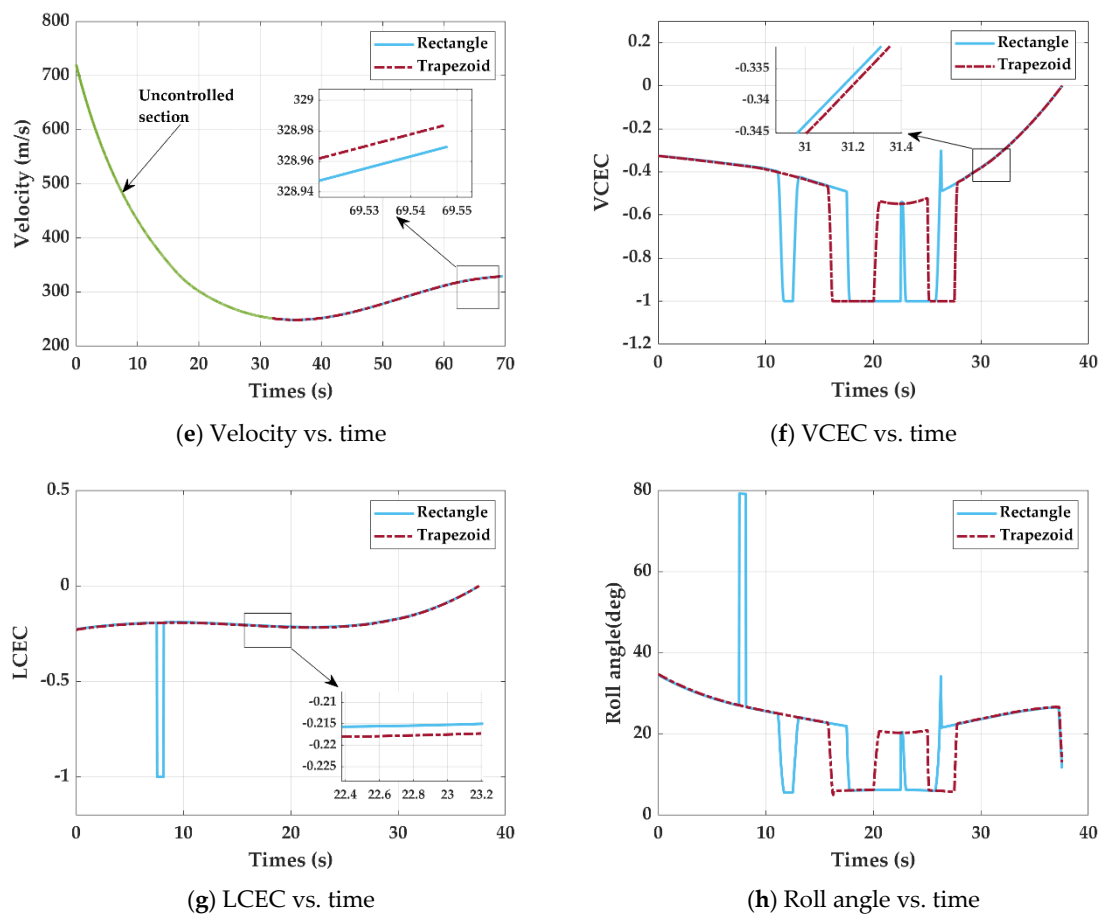 800
700
600
500
400
300
200
Velocity (m/s)
Rectangle
Trapezoid
Uncontrolled
section
329
328.98
328.96
328.94
69.53 69.54 69.55
0 10 20 30 40 50 60 70
Times (s)
(e) Velocity vs. time
0.2
0
-0.2
-0.4
-0.6
-0.8
-1
-1.2
VCEC
Rectangle
Trapezoid
-0.335
-0.34
-0.345
31 31.2 31.4
0 10 20 30 40
Times (s)
(f) VCEC vs. time
0.5
0
-0.5
-1
LCEC
Rectangle
Trapezoid
-0.21
-0.215
-0.22
-0.225
22.4 22.6 22.8 23 23.2
0 10 20 30 40
Times (s)
(g) LCEC vs. time
80
60
40
20
0
Roll angle(deg)
Rectangle
Trapezoid
0 10 20 30 40
Times (s)
(h) Roll angle vs. time